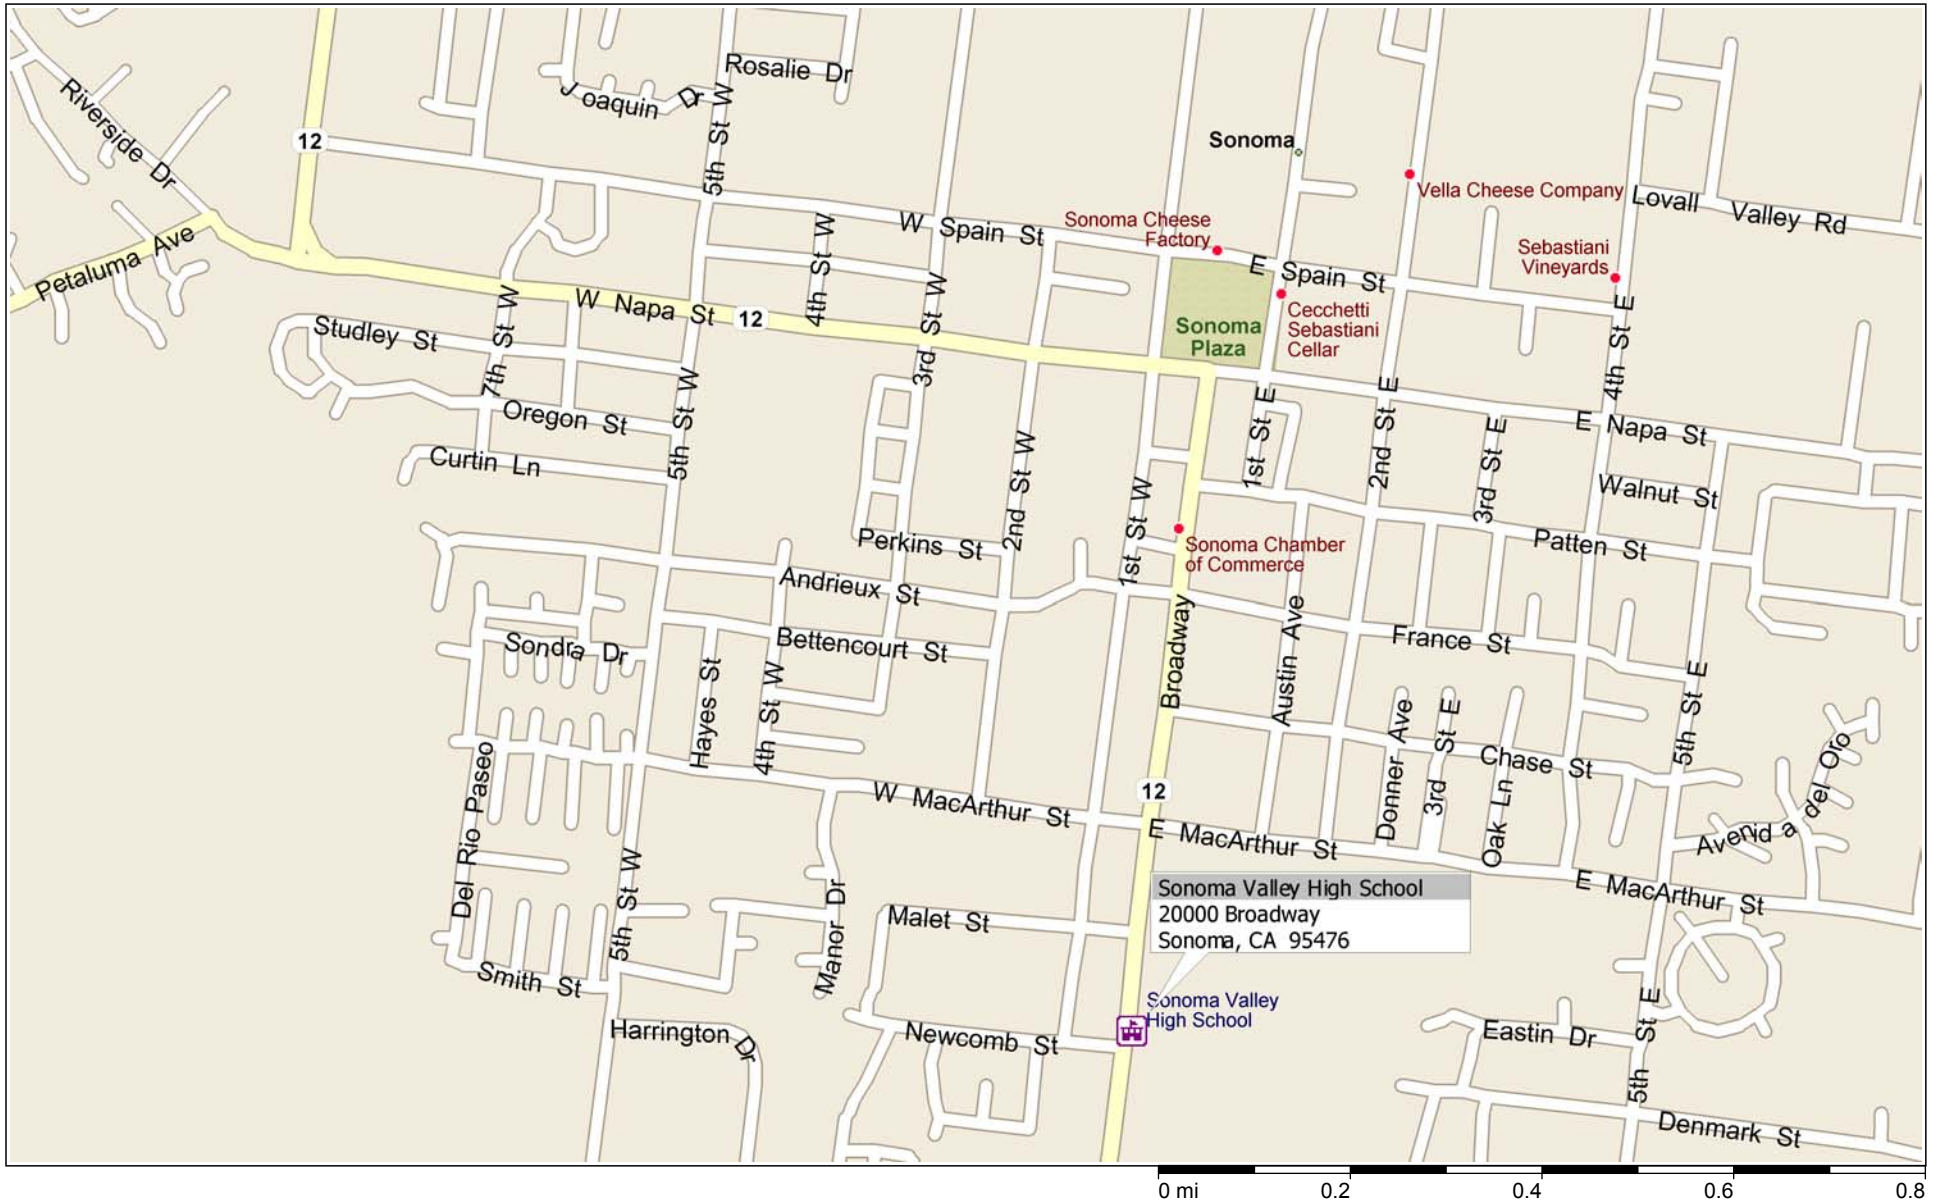 Rosalie Dr
Joaquin Dr
Riverside Dr
5th St W
12
Sonoma
Vella Cheese Company
Lovall Valley Rd
Sonoma Cheese
Factory
W Spain St
4th St W
Petaluma Ave
E Spain St
Sebastiani
Vineyards
3rd St W
7th St W
W Napa St
12
Studley St
Sonoma
Plaza
Cecchetti
Sebastiani
Cellar
4th St E
5th St W
Oregon St
Curtin Ln
1st St E
2nd St E
3rd St E
E Napa St
Walnut St
2nd St W
1st St W
Perkins St
Sonoma Chamber
of Commerce
Patten St
Andrieux St
Broadway
Austin Ave
France St
Sondra Dr
Bettencourt St
Hayes St
4th St W
5th St E
Donner Ave
3rd St E
Oak Ln
Chase St
Avenida del Oro
Del Rio Paseo
W MacArthur St
12
E MacArthur St
E MacArthur St
5th St W
Manor Dr
Malet St
Sonoma Valley High School
20000 Broadway
Sonoma, CA 95476
Smith St
Sonoma Valley
High School
Harrington Dr
Newcomb St
Eastin Dr
5th St E
Denmark St
0 mi 0.2 0.4 0.6 0.8